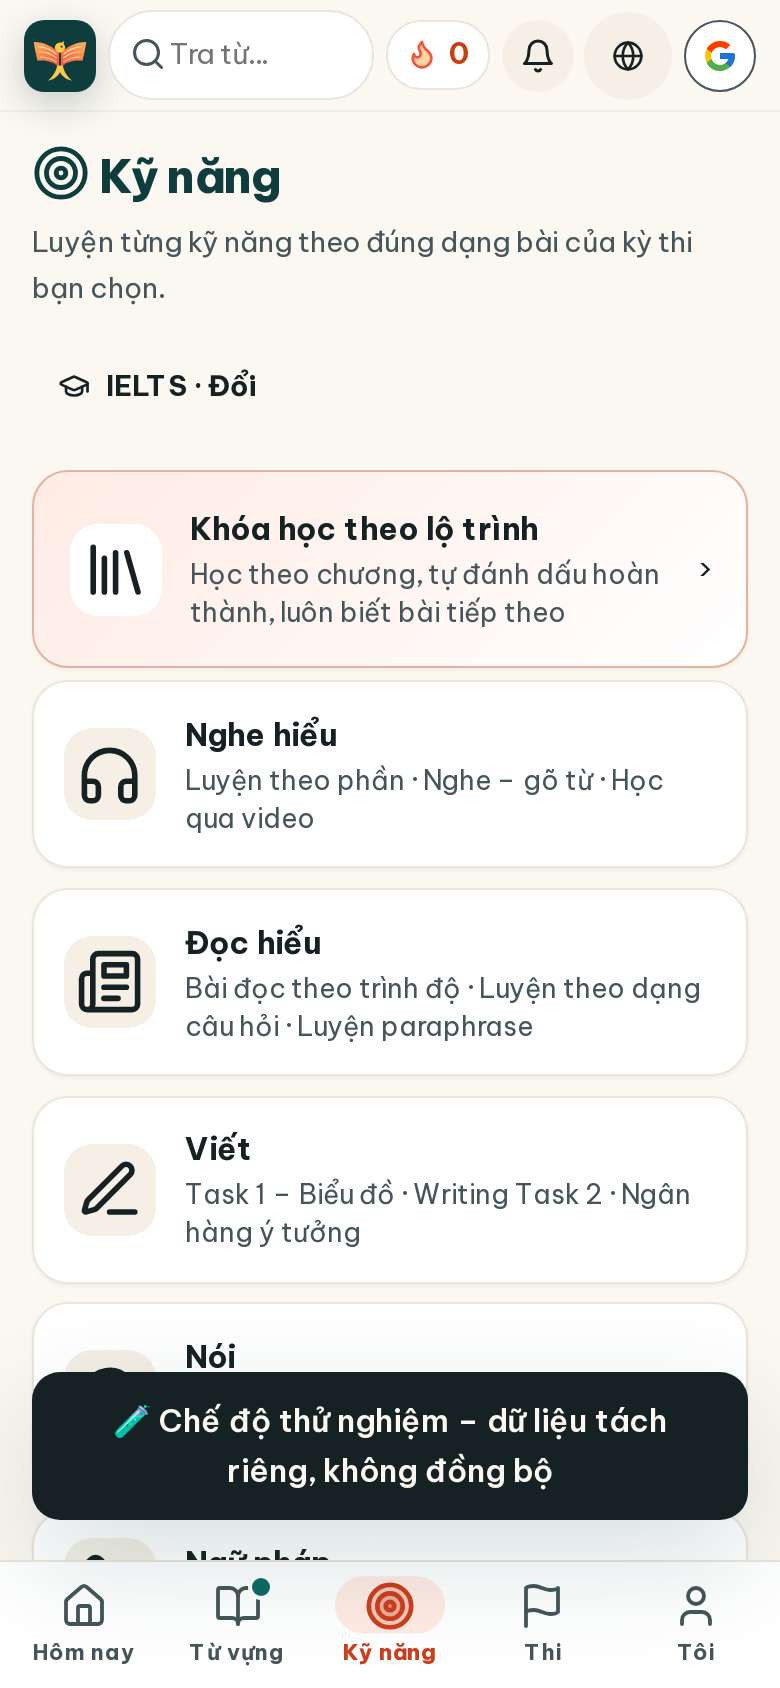 Tra từ...
0
Kỹ năng
Luyện từng kỹ năng theo đúng dạng bài của kỳ thi
bạn chọn.
IELTS · Đổi
Khóa học theo lộ trình
Học theo chương, tự đánh dấu hoàn
thành, luôn biết bài tiếp theo
Nghe hiểu
Luyện theo phần · Nghe – gõ từ · Học
qua video
Đọc hiểu
Bài đọc theo trình độ · Luyện theo dạng
câu hỏi · Luyện paraphrase
Viết
Task 1 – Biểu đồ · Writing Task 2 · Ngân
hàng ý tưởng
Nói
🧪 Chế độ thử nghiệm – dữ liệu tách
riêng, không đồng bộ
Ngữ pháp
Hôm nay
Từ vựng
Kỹ năng
Thi
Tôi